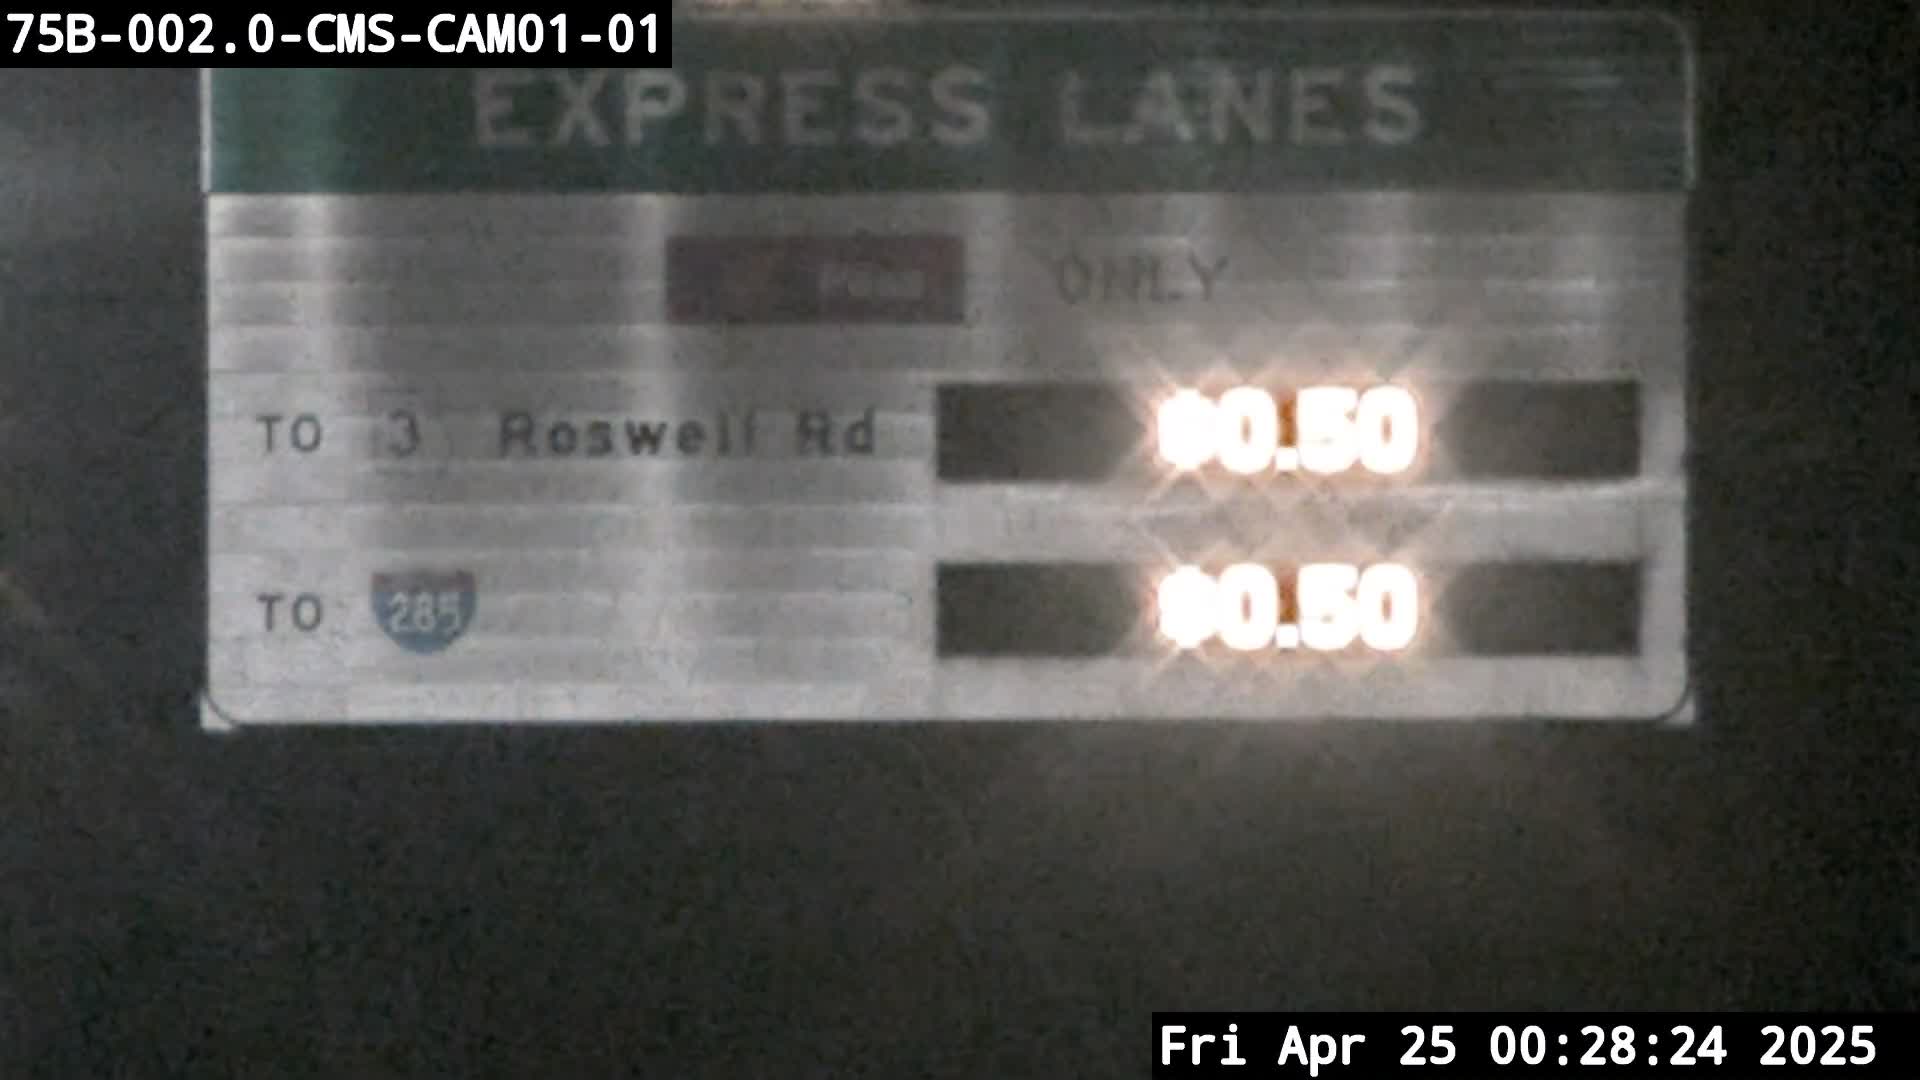 75B-002.0-CMS-CAM01-01
EXPRESS LANES
ONLY
TO 3 Roswell Rd $0.50
TO 285 $0.50
Fri Apr 25 00:28:24 2025